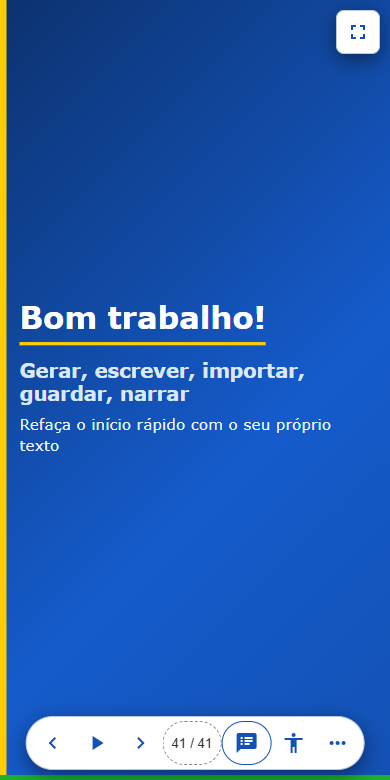 Bom trabalho!
Gerar, escrever, importar,
guardar, narrar
Refaça o início rápido com o seu próprio
texto
41 / 41